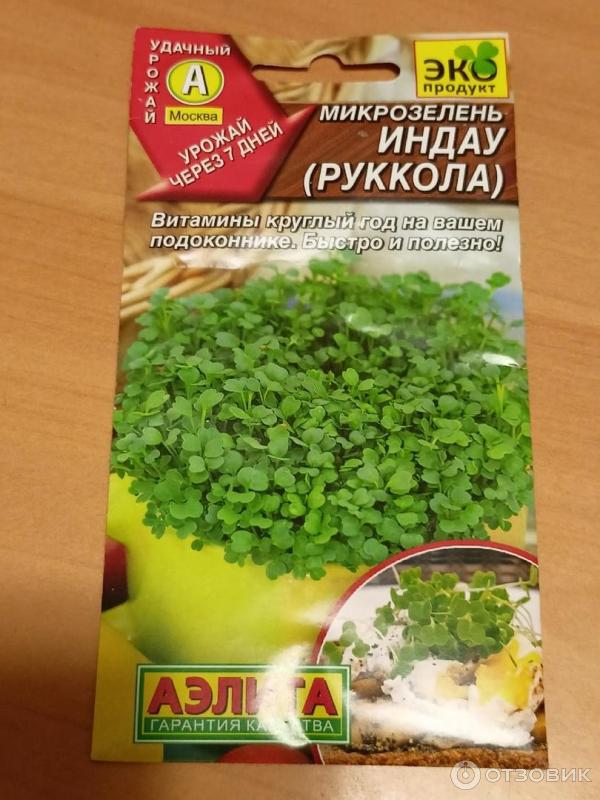 УДАЧНЫЙ
УРОЖАЙ
А
Москва
УРОЖАЙ
ЧЕРЕЗ 7 ДНЕЙ
ЭКО
продукт
МИКРОЗЕЛЕНЬ
ИНДАУ
(РУККОЛА)
Витамины круглый год на вашем
подоконнике. Быстро и полезно!
АЭЛИТА
ГАРАНТИЯ КАЧЕСТВА
ОТЗОВИК